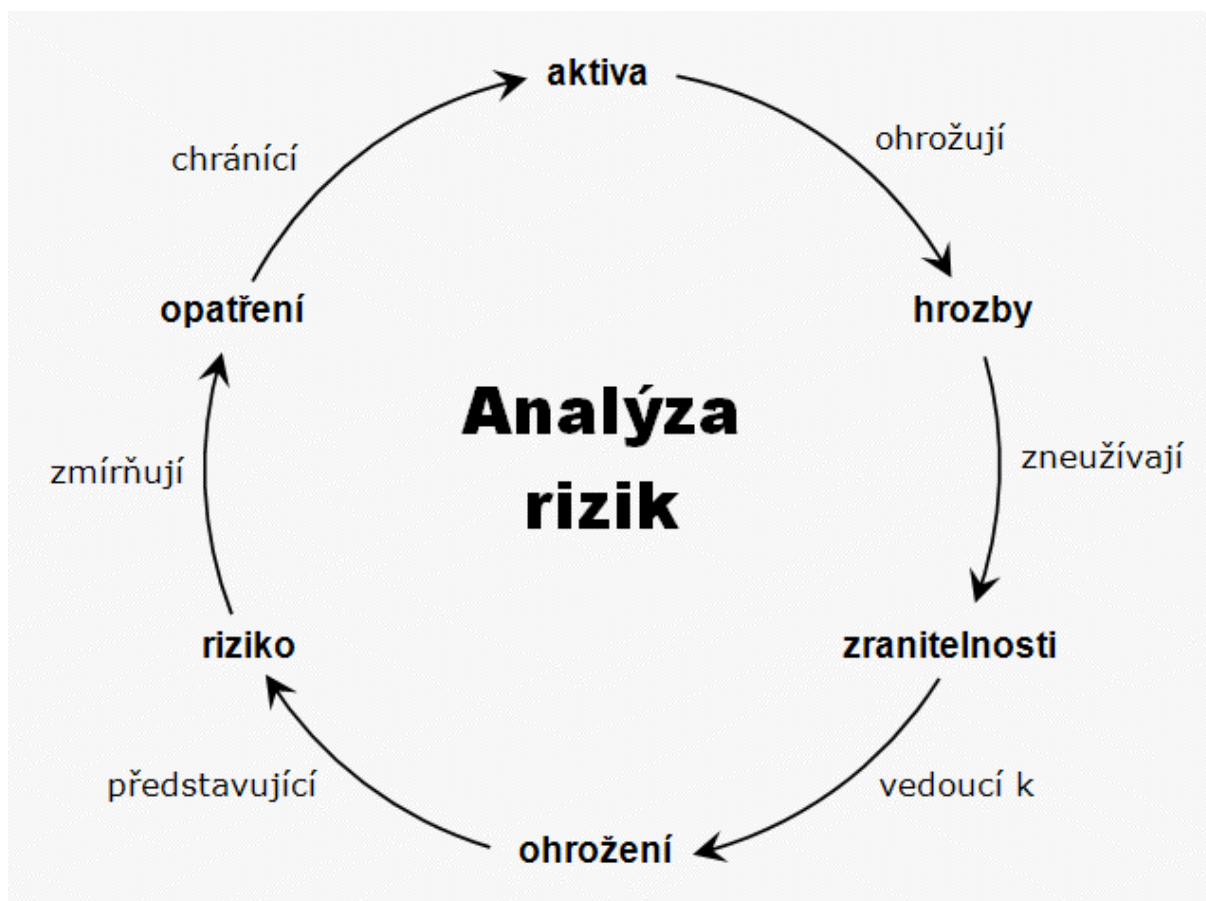 aktiva
ohrožují
hrozby
zneužívají
zranitelnosti
vedoucí k
ohrožení
představující
riziko
zmírňují
opatření
chránící
Analýza
rizik